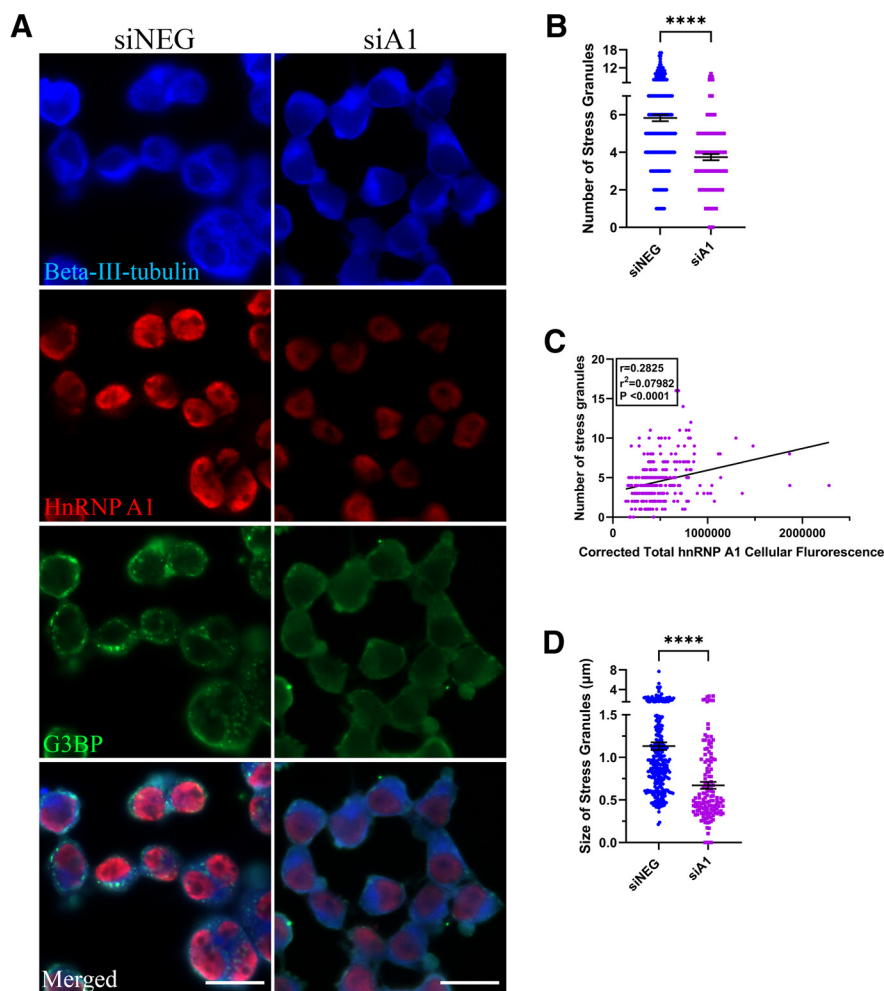 A
siNEG
siA1
Beta-III-tubulin
HnRNP A1
G3BP
Merged
B
****
Number of Stress Granules
18
12
6
4
2
0
siNEG
siA1
C
Number of stress granules
20
15
10
5
0
r=0.2825
r²=0.07982
P <0.0001
0
1000000
2000000
Corrected Total hnRNP A1 Cellular Flurorescence
D
****
Size of Stress Granules (μm)
8
4
1.5
1.0
0.5
0.0
siNEG
siA1